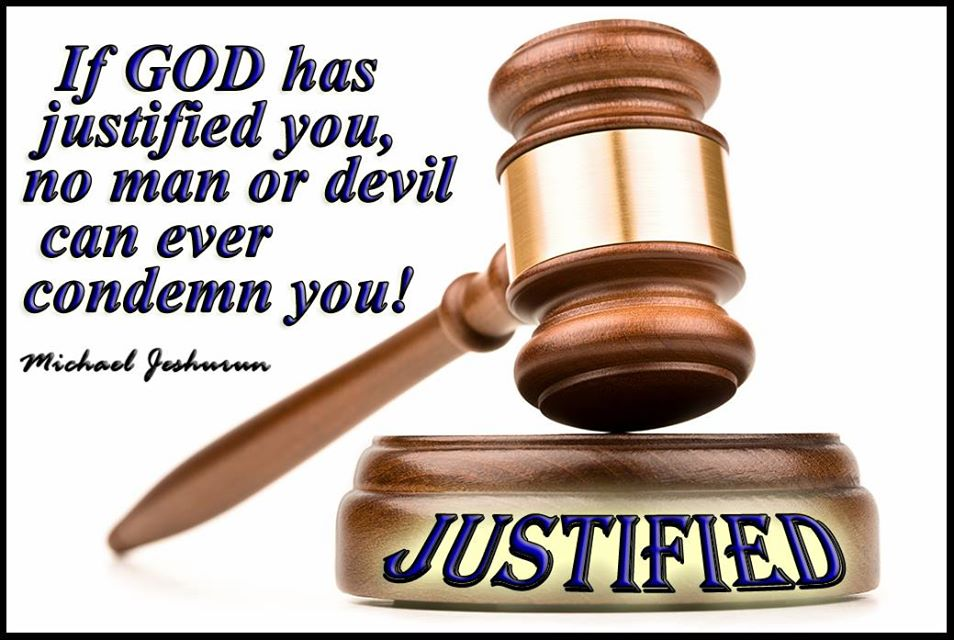 If GOD has
justified you,
no man or devil
can ever
condemn you!
Michael Jeshurun
JUSTIFIED